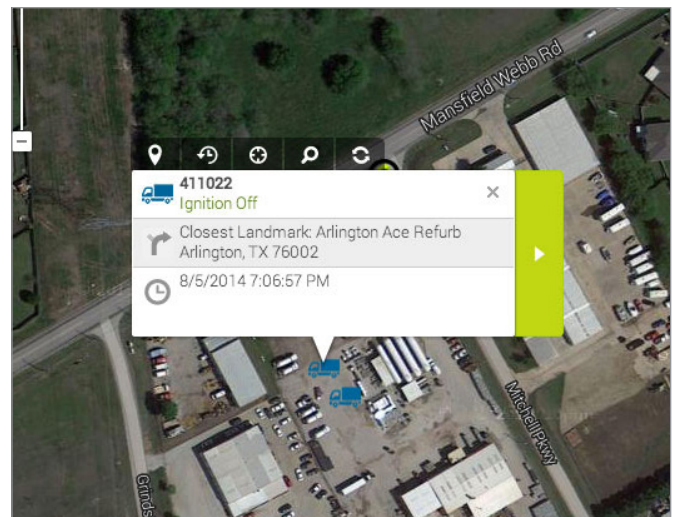 Mansfield Webb Rd
411022
Ignition Off
Closest Landmark: Arlington Ace Refurb
Arlington, TX 76002
8/5/2014 7:06:57 PM
Mitchell Pkwy
Grinds